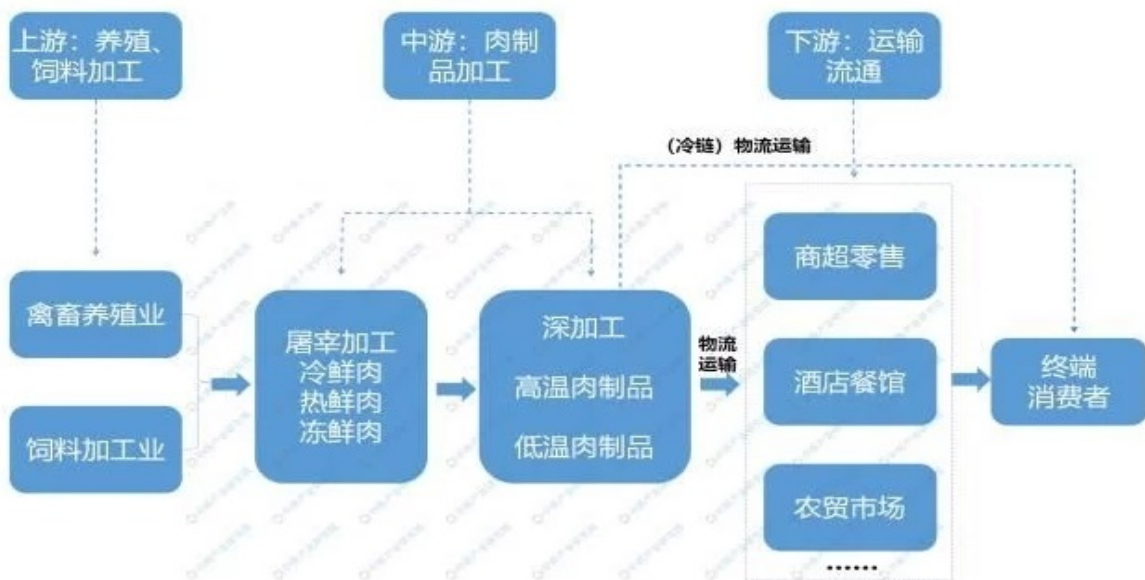 上游：养殖、
饲料加工
中游：肉制
品加工
下游：运输
流通
（冷链）物流运输
禽畜养殖业
饲料加工业
屠宰加工
冷鲜肉
热鲜肉
冻鲜肉
深加工
高温肉制品
低温肉制品
物流
运输
商超零售
酒店餐馆
农贸市场
……
终端
消费者